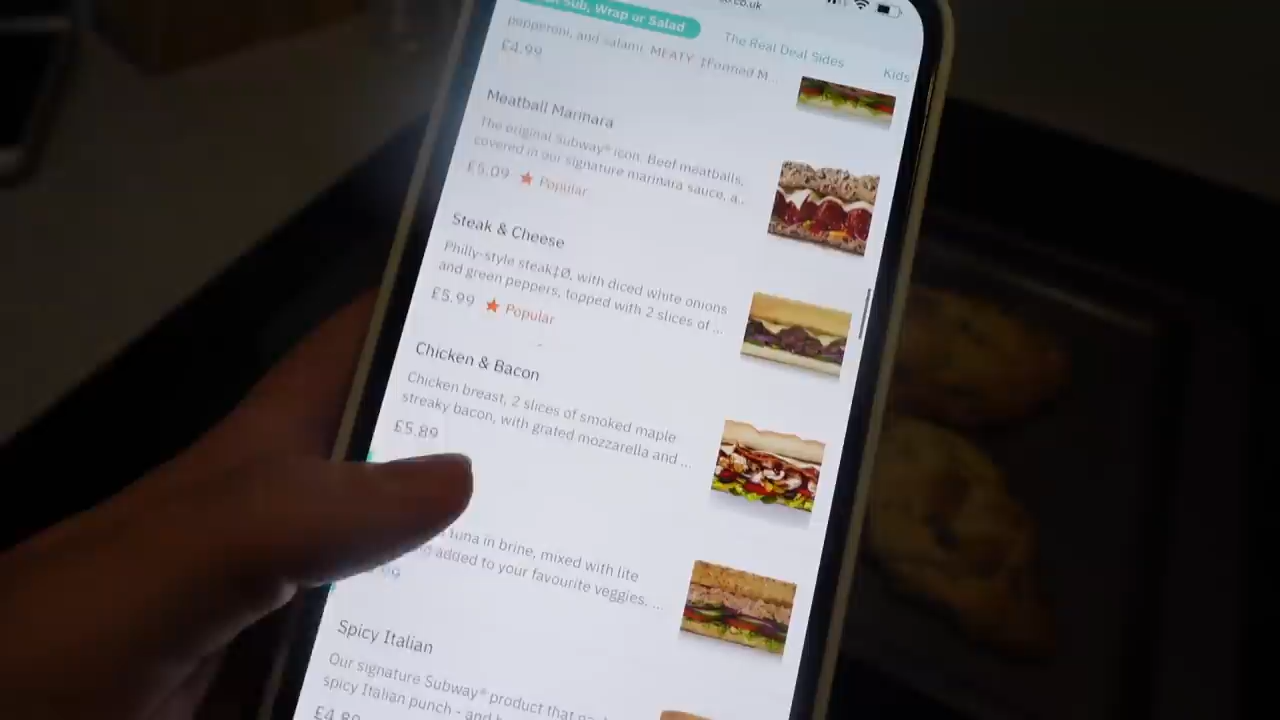 Sub, Wrap or Salad
The Real Deal Sides
Kids'
pepperoni, and salami. MEATY ‡Formed M...
£4.99
Meatball Marinara
The original Subway® icon. Beef meatballs,
covered in our signature marinara sauce, a...
£5.09 ★ Popular
Steak & Cheese
Philly-style steak‡Ø, with diced white onions
and green peppers, topped with 2 slices of ...
£5.99 ★ Popular
Chicken & Bacon
Chicken breast, 2 slices of smoked maple
streaky bacon, with grated mozzarella and ...
£5.89
tuna in brine, mixed with lite
added to your favourite veggies, ...
Spicy Italian
Our signature Subway® product that
spicy Italian punch - and
£4.89